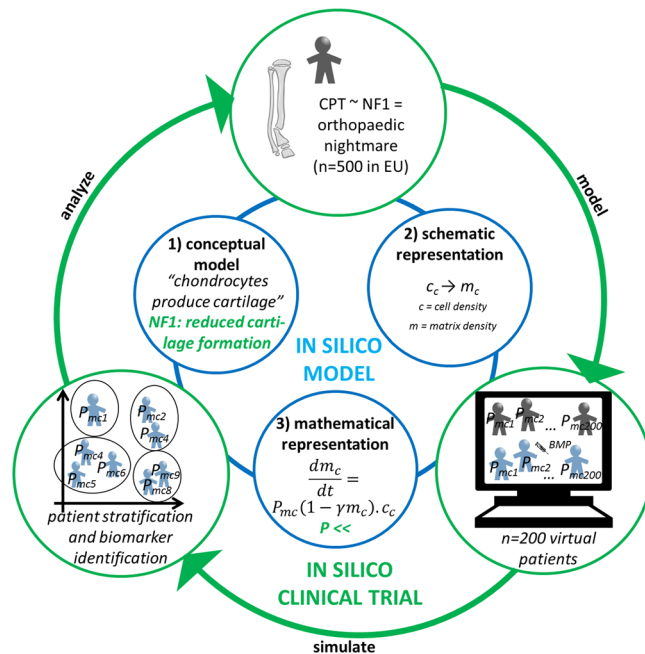 CPT ~ NF1 =
orthopaedic
nightmare
(n=500 in EU)
analyze
model
1) conceptual
model
"chondrocytes
produce cartilage"
NF1: reduced carti-
lage formation
2) schematic
representation
c_c → m_c
c = cell density
m = matrix density
IN SILICO
MODEL
3) mathematical
representation
dm_c
dt
=
P_mc(1 − γm_c).c_c
P <<
P_mc1
P_mc2
P_mc4
P_mc4
P_mc5
P_mc6
P_mc9
P_mc8
patient stratification
and biomarker
identification
P_mc1 P_mc2 ... P_mc200
BMP
P_mc1 P_mc2 ... P_mc200
n=200 virtual
patients
IN SILICO
CLINICAL TRIAL
simulate